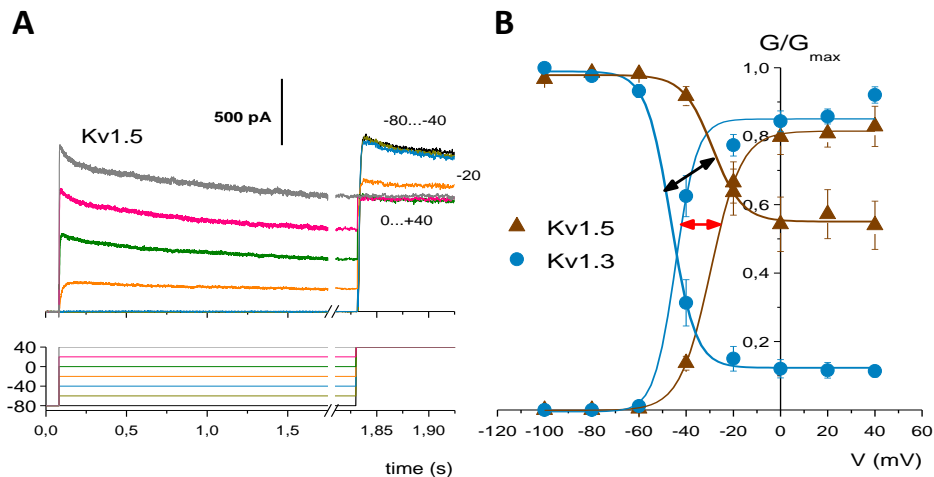 A
500 pA
Kv1.5
-80...-40
-20
0...+40
40
0
-40
-80
0,0 0,5 1,0 1,5 1,85 1,90
time (s)
B
G/Gmax
1,0
0,8
0,6
0,4
0,2
Kv1.5
Kv1.3
-120 -100 -80 -60 -40 -20 0 20 40 60
V (mV)